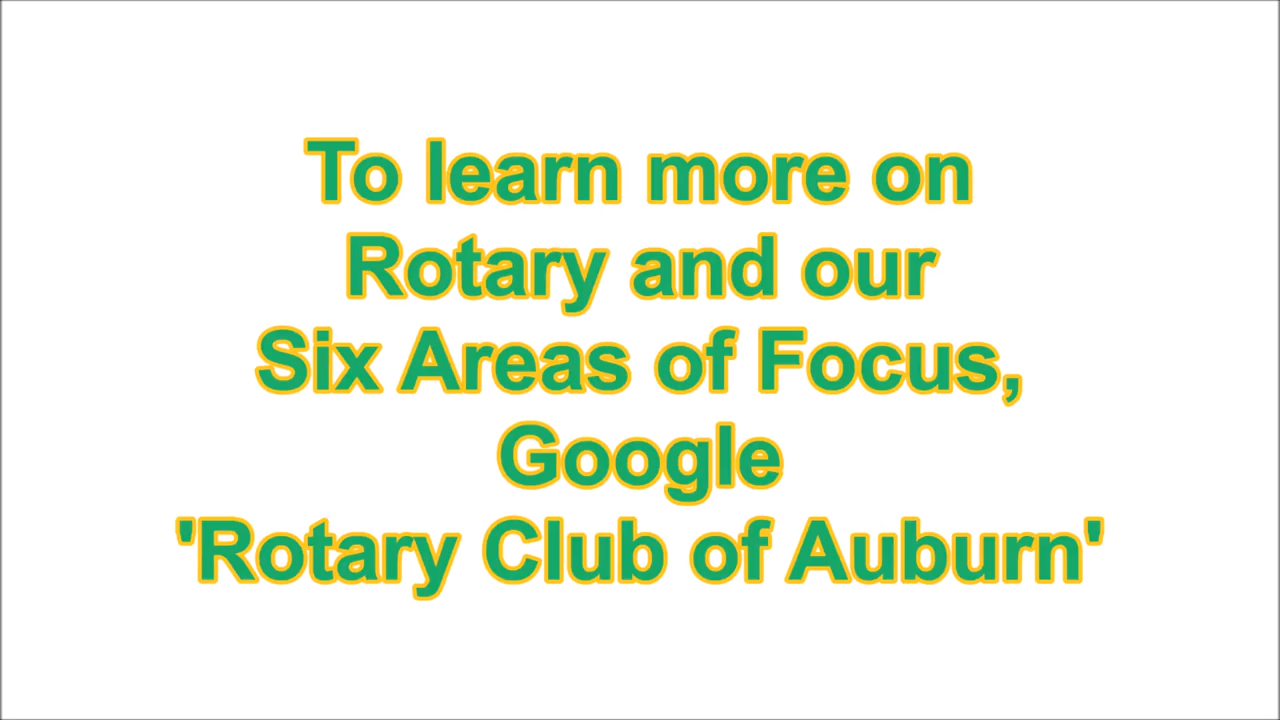 To learn more on
Rotary and our
Six Areas of Focus,
Google
'Rotary Club of Auburn'